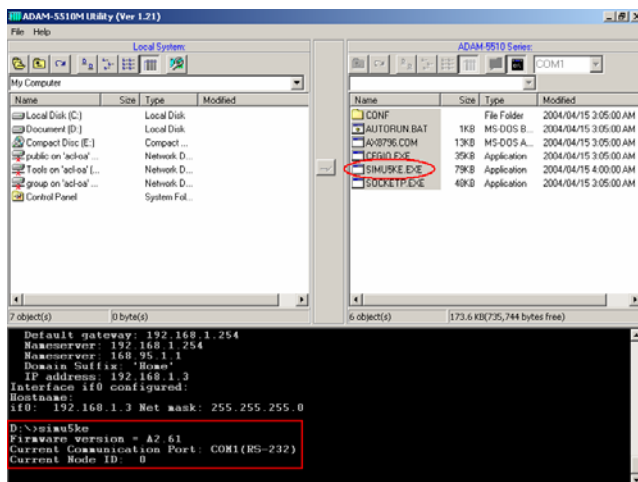 ADAM-5510M Utility (Ver 1.21)
File Help
Local System:
ADAM-5510 Series:
COM1
My Computer
Name Size Type Modified
Local Disk (C:) Local Disk
Document (D:) Local Disk
Compact Disc (E:) Compact ...
public on 'acl-oa' ... Network D...
Tools on 'acl-oa' (... Network D...
group on 'acl-oa' ... Network D...
Control Panel System Fol...
Name Size Type Modified
CONF File Folder 2004/04/15 3:05:00 AM
AUTORUN.BAT 1KB MS-DOS B... 2004/04/15 3:05:00 AM
AX8796.COM 13KB MS-DOS A... 2004/04/15 3:05:00 AM
CFGIO.EXE 35KB Application 2004/04/15 3:05:00 AM
SIMU5KE.EXE 79KB Application 2004/04/15 4:00:00 AM
SOCKETP.EXE 40KB Application 2004/04/15 3:05:00 AM
7 object(s) 0 byte(s)
6 object(s) 173.6 KB(735,744 bytes free)
Default gateway: 192.168.1.254
Nameserver: 192.168.1.254
Nameserver: 168.95.1.1
Domain Suffix: 'Home'
IP address: 192.168.1.3
Interface if0 configured:
Hostname:
if0: 192.168.1.3 Net mask: 255.255.255.0
D:\>simu5ke
Firmware version = A2.61
Current Communication Port: COM1(RS-232)
Current Node ID: 0